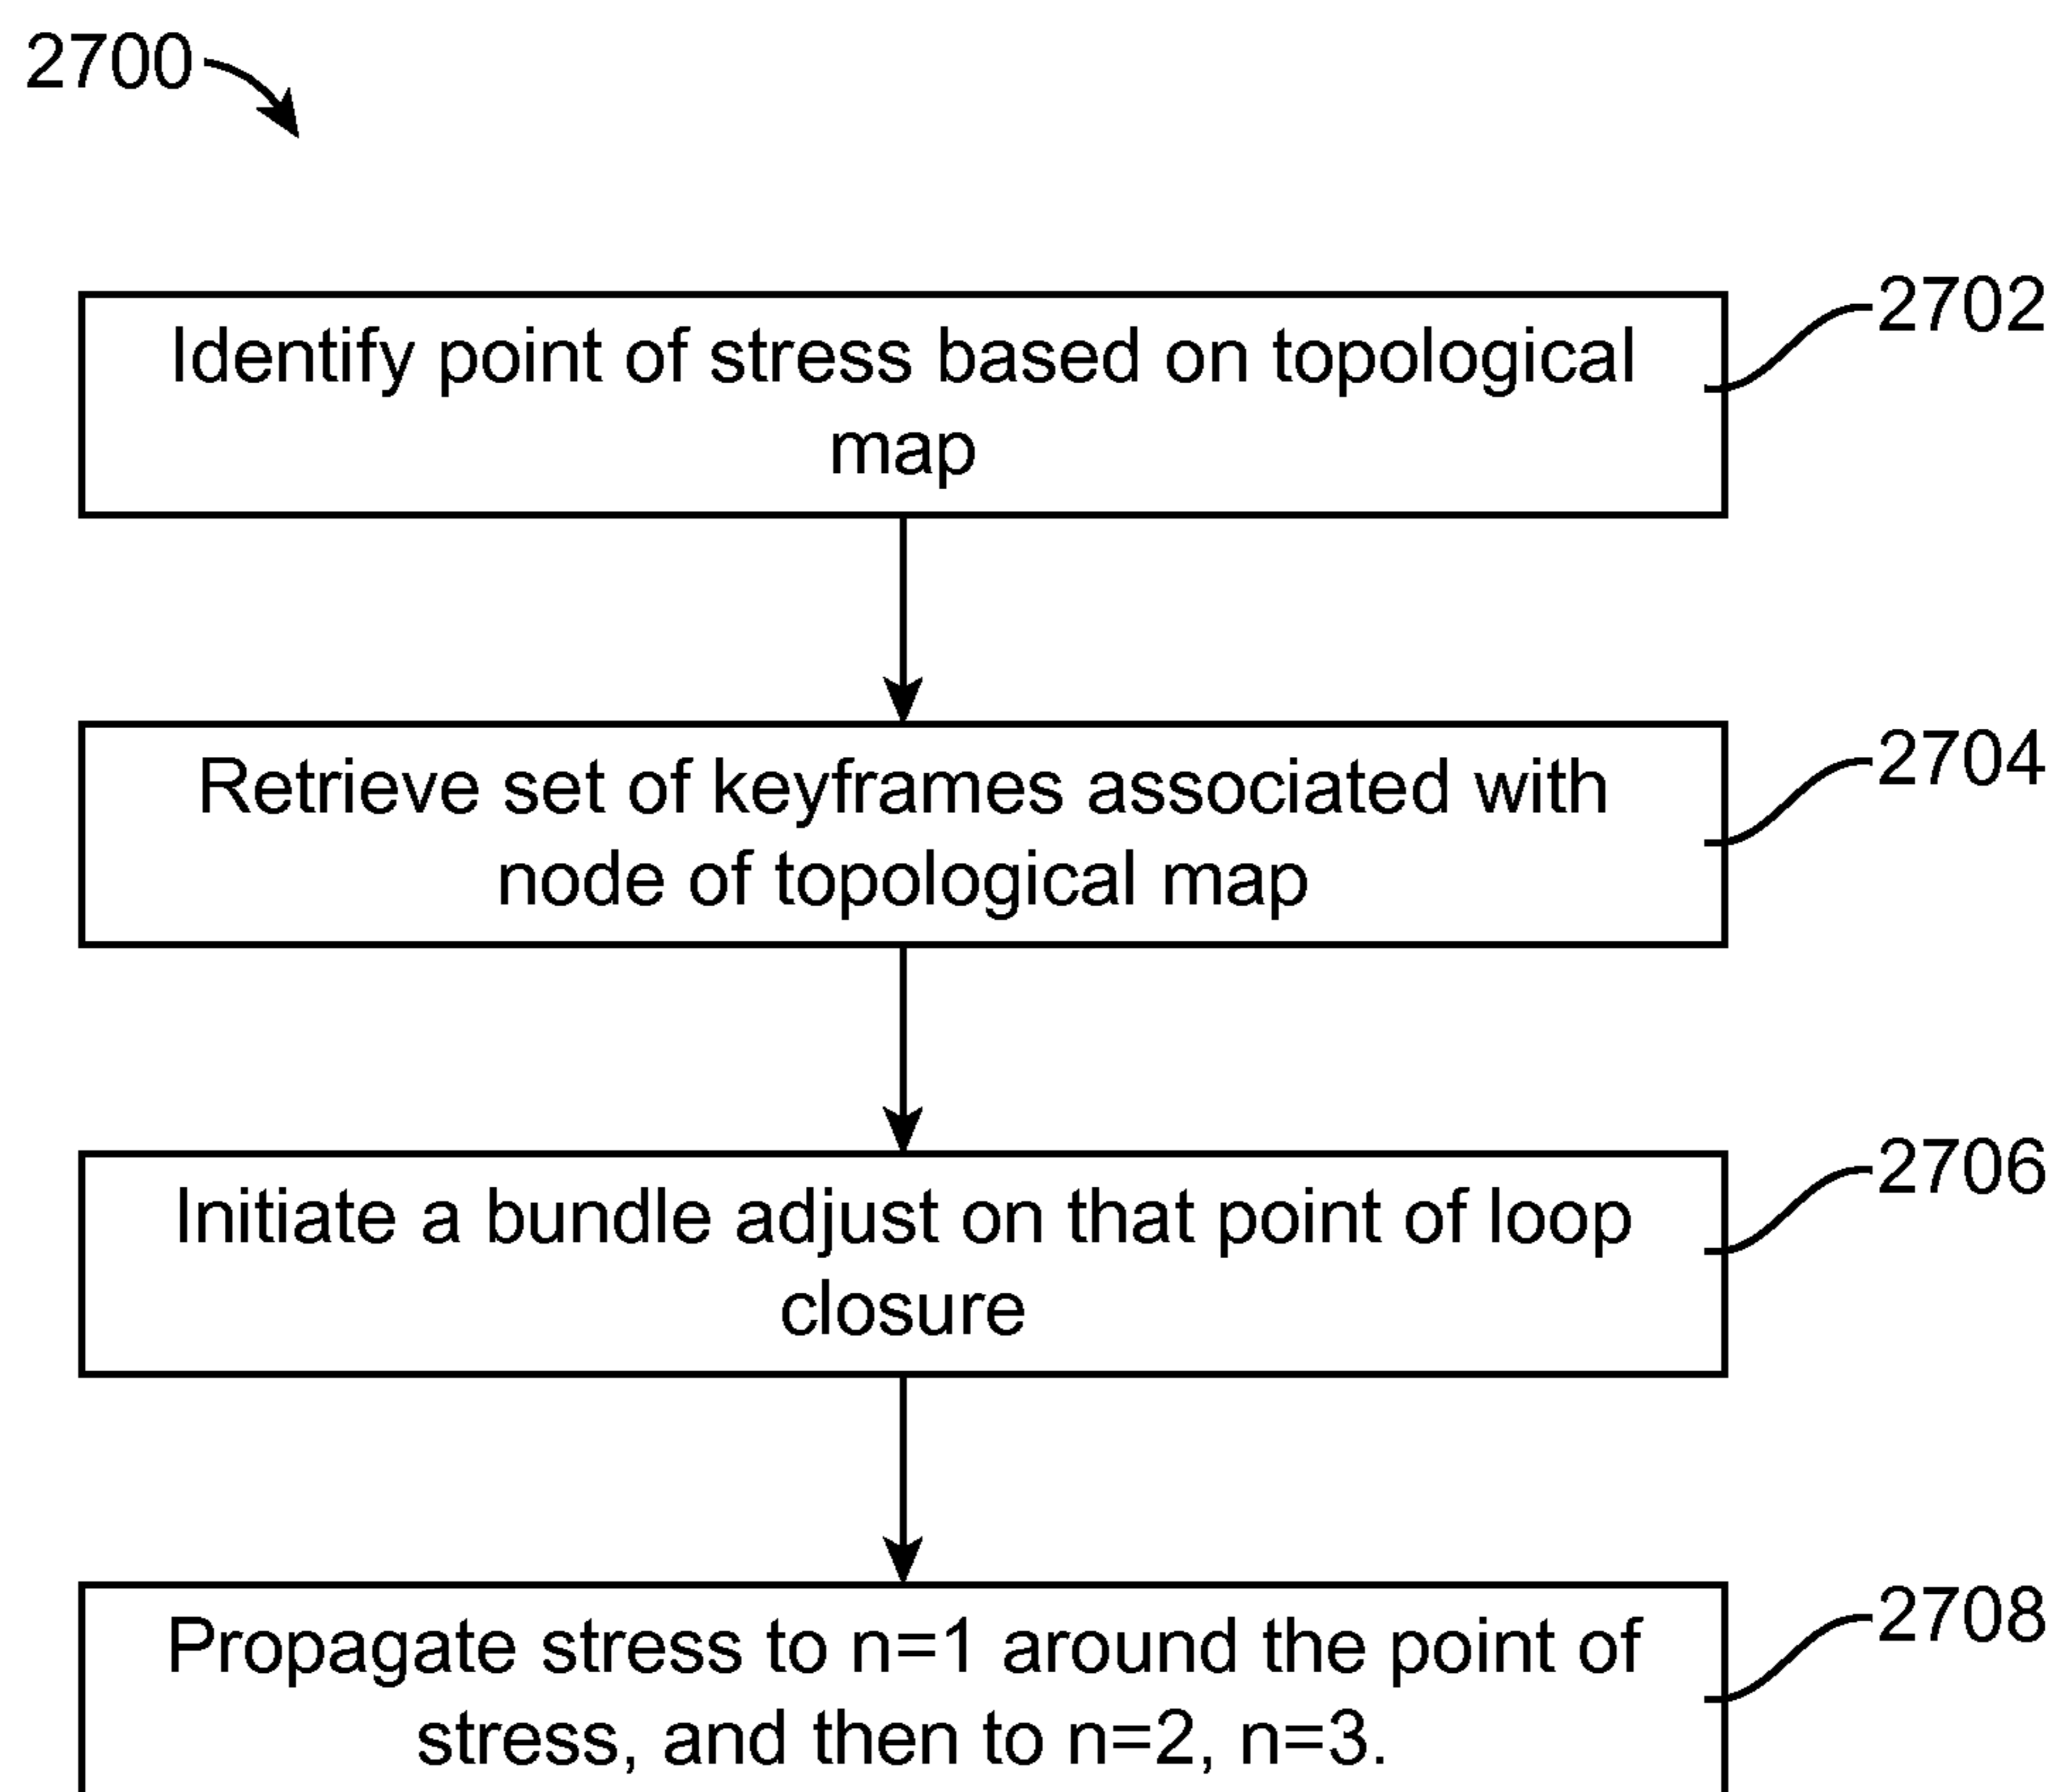 2700
Identify point of stress based on topological
map
2702
Retrieve set of keyframes associated with
node of topological map
2704
Initiate a bundle adjust on that point of loop
closure
2706
Propagate stress to n=1 around the point of
stress, and then to n=2, n=3.
2708